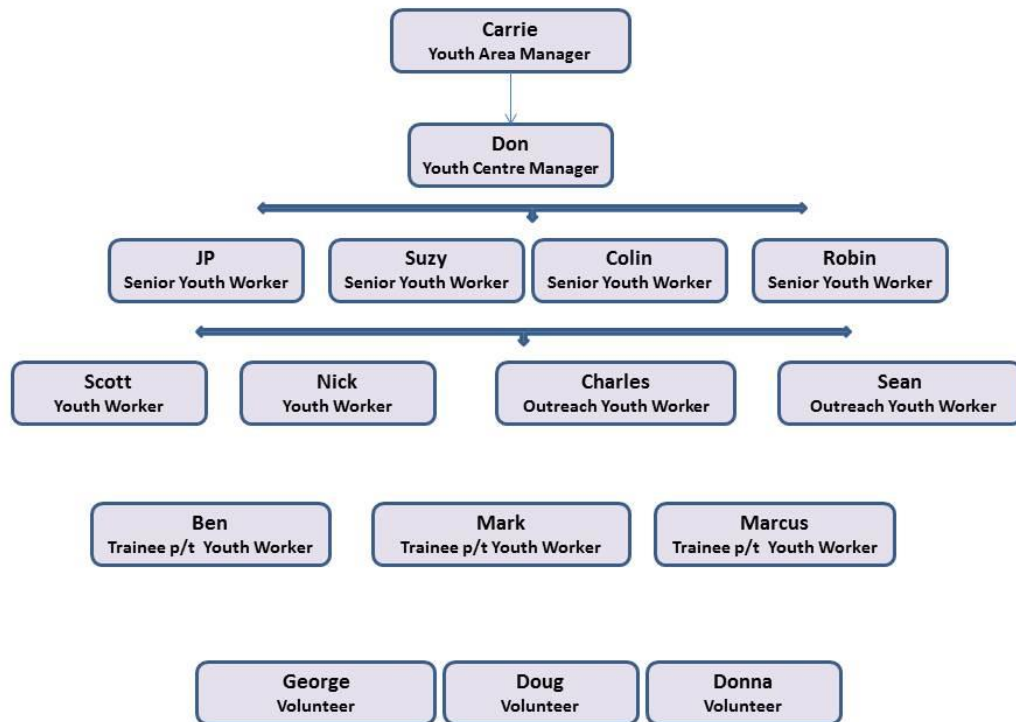 Carrie
Youth Area Manager
Don
Youth Centre Manager
JP
Senior Youth Worker
Suzy
Senior Youth Worker
Colin
Senior Youth Worker
Robin
Senior Youth Worker
Scott
Youth Worker
Nick
Youth Worker
Charles
Outreach Youth Worker
Sean
Outreach Youth Worker
Ben
Trainee p/t Youth Worker
Mark
Trainee p/t Youth Worker
Marcus
Trainee p/t Youth Worker
George
Volunteer
Doug
Volunteer
Donna
Volunteer